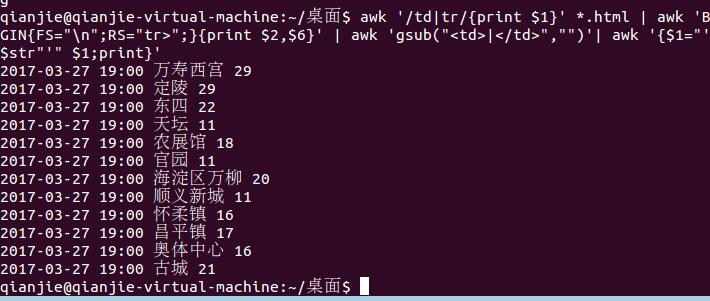 g
qianjie@qianjie-virtual-machine:~/桌面$ awk '/td|tr/{print $1}' *.html | awk 'B
GIN{FS="\n";RS="tr>";}{print $2,$6}' | awk 'gsub("<td>|</td>","")'| awk '{$1="'
$str"'" $1;print}'
2017-03-27 19:00 万寿西宫 29
2017-03-27 19:00 定陵 29
2017-03-27 19:00 东四 22
2017-03-27 19:00 天坛 11
2017-03-27 19:00 农展馆 18
2017-03-27 19:00 官园 11
2017-03-27 19:00 海淀区万柳 20
2017-03-27 19:00 顺义新城 11
2017-03-27 19:00 怀柔镇 16
2017-03-27 19:00 昌平镇 17
2017-03-27 19:00 奥体中心 16
2017-03-27 19:00 古城 21
qianjie@qianjie-virtual-machine:~/桌面$